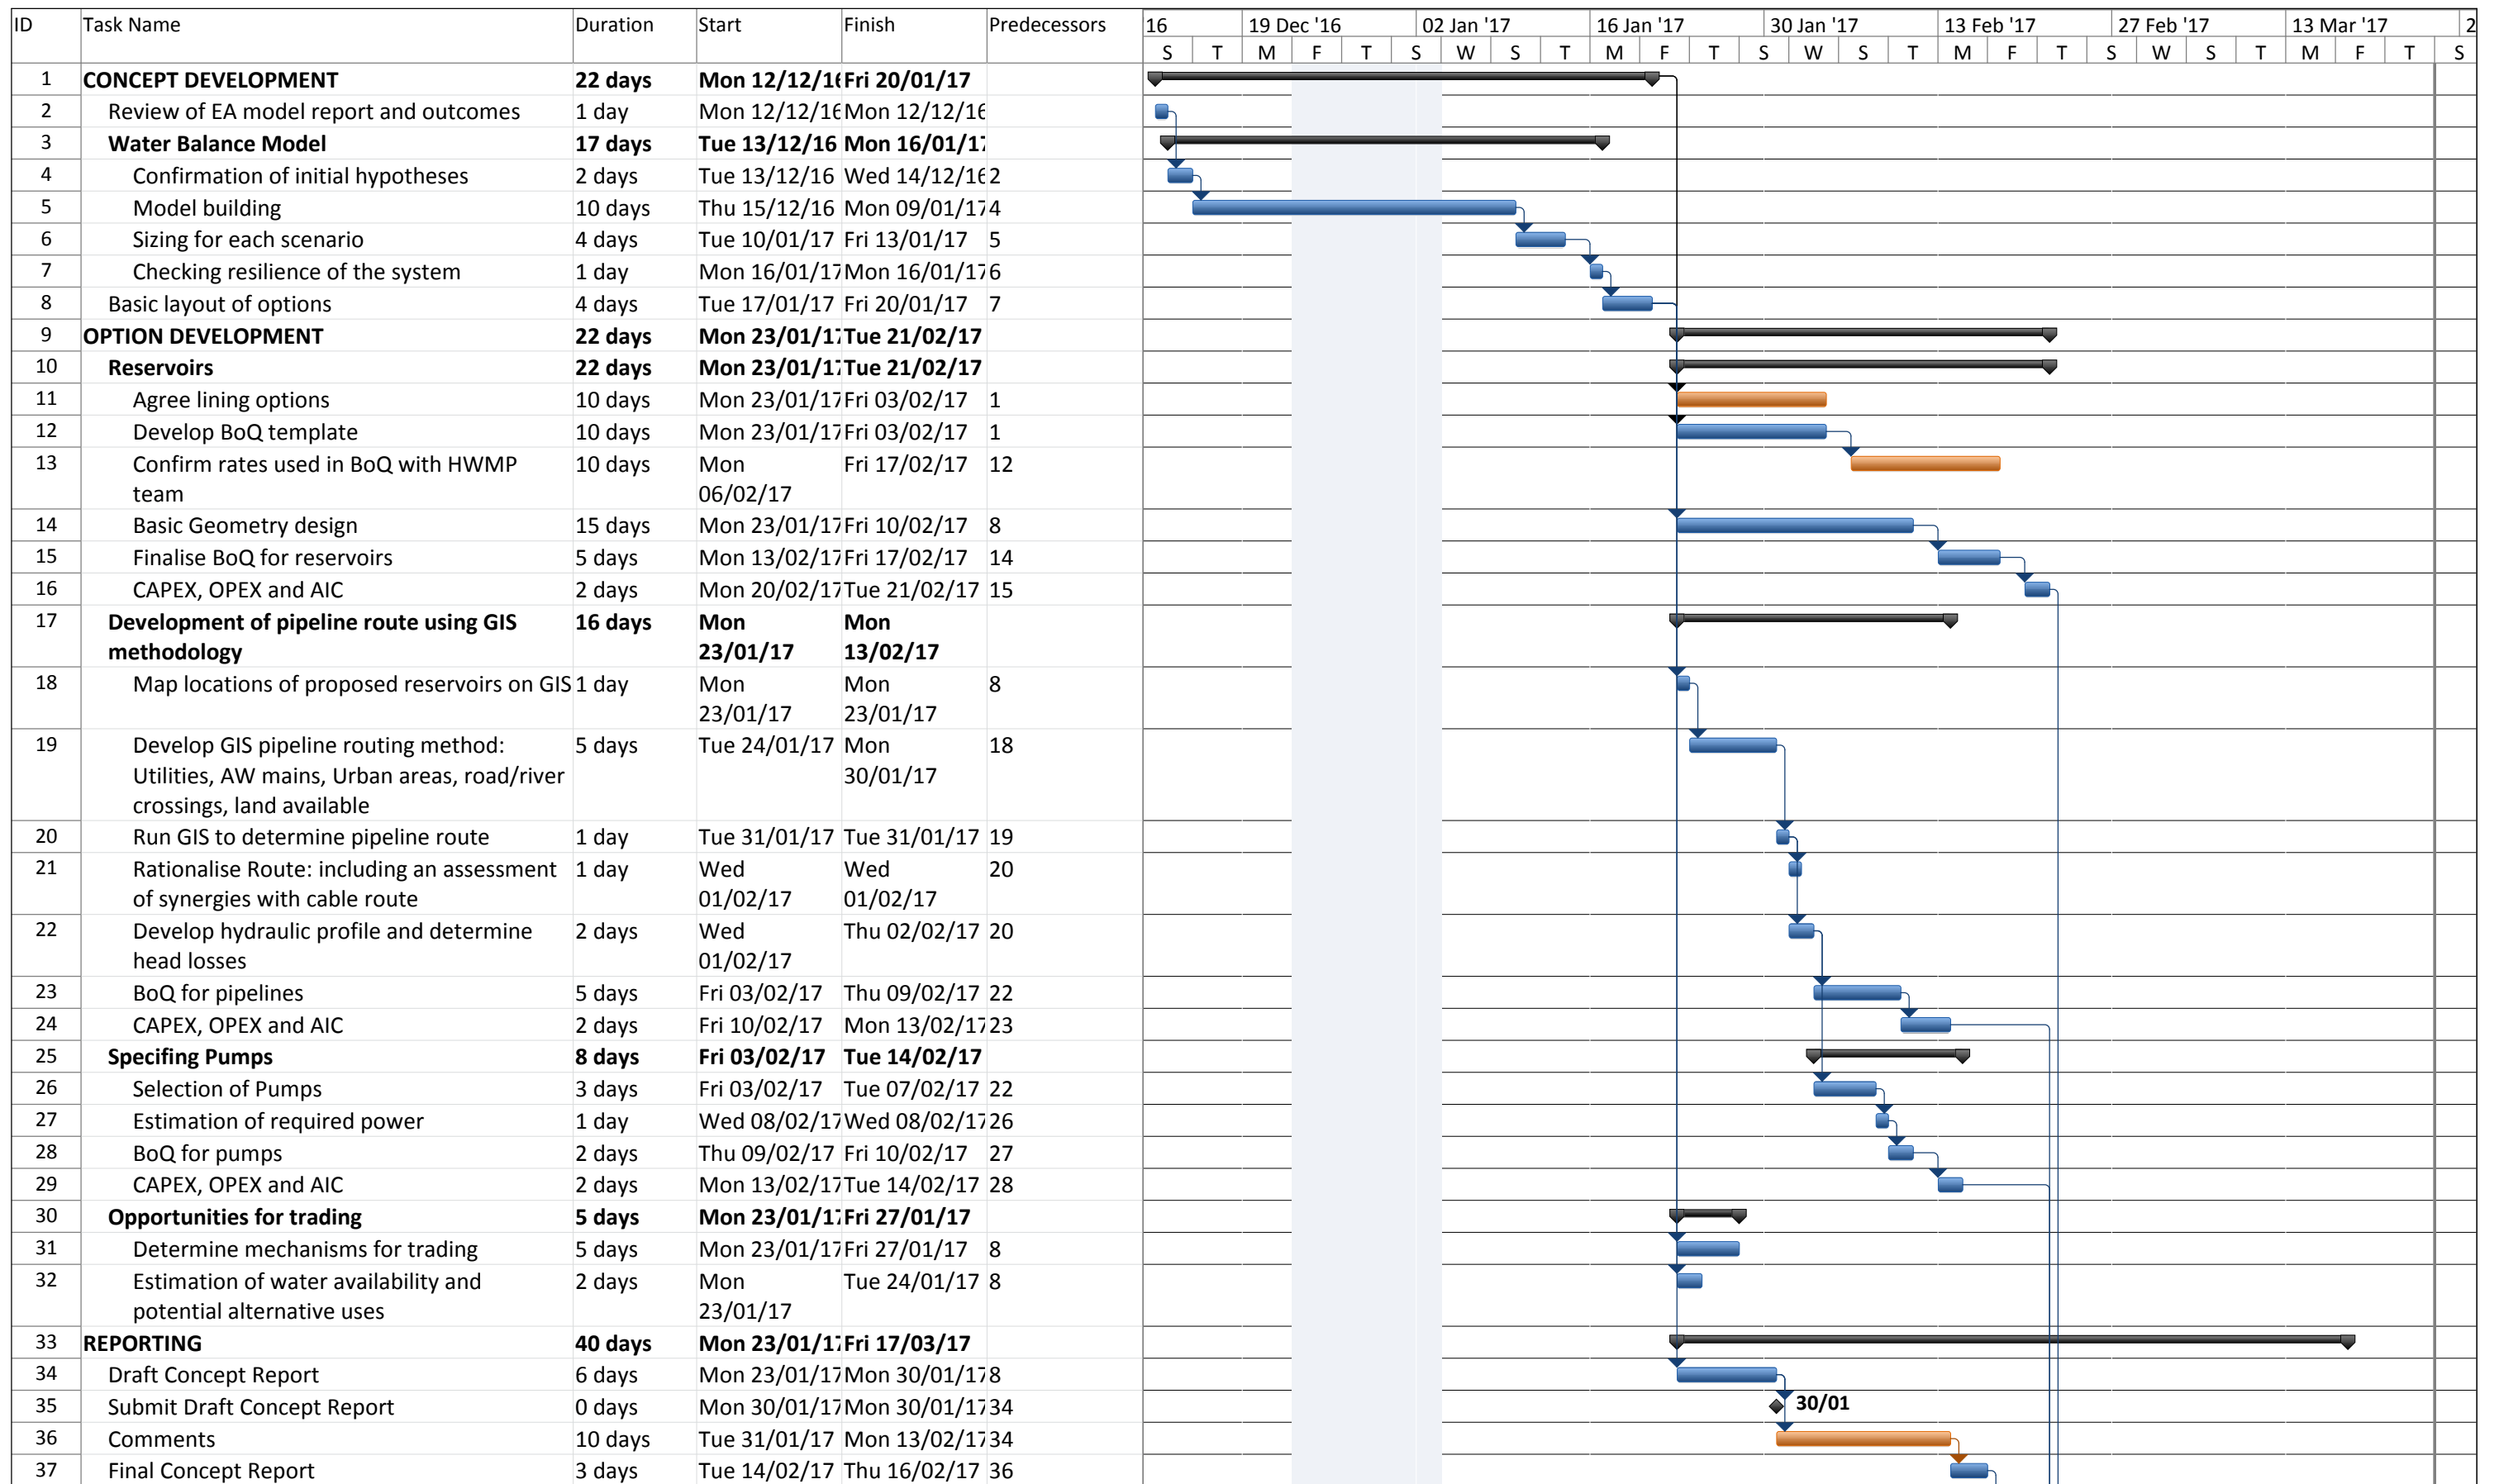 ID Task Name Duration Start Finish Predecessors 16 19 Dec '16 02 Jan '17 16 Jan '17 30 Jan '17 13 Feb '17 27 Feb '17 13 Mar '17 2
S T M F T S W S T M F T S W S T M F T S W S T M F T S
1 CONCEPT DEVELOPMENT 22 days Mon 12/12/16 Fri 20/01/17
2 Review of EA model report and outcomes 1 day Mon 12/12/16 Mon 12/12/16
3 Water Balance Model 17 days Tue 13/12/16 Mon 16/01/17
4 Confirmation of initial hypotheses 2 days Tue 13/12/16 Wed 14/12/16 2
5 Model building 10 days Thu 15/12/16 Mon 09/01/17 4
6 Sizing for each scenario 4 days Tue 10/01/17 Fri 13/01/17 5
7 Checking resilience of the system 1 day Mon 16/01/17 Mon 16/01/17 6
8 Basic layout of options 4 days Tue 17/01/17 Fri 20/01/17 7
9 OPTION DEVELOPMENT 22 days Mon 23/01/17 Tue 21/02/17
10 Reservoirs 22 days Mon 23/01/17 Tue 21/02/17
11 Agree lining options 10 days Mon 23/01/17 Fri 03/02/17 1
12 Develop BoQ template 10 days Mon 23/01/17 Fri 03/02/17 1
13 Confirm rates used in BoQ with HWMP 10 days Mon Fri 17/02/17 12
team 06/02/17
14 Basic Geometry design 15 days Mon 23/01/17 Fri 10/02/17 8
15 Finalise BoQ for reservoirs 5 days Mon 13/02/17 Fri 17/02/17 14
16 CAPEX, OPEX and AIC 2 days Mon 20/02/17 Tue 21/02/17 15
17 Development of pipeline route using GIS 16 days Mon Mon
methodology 23/01/17 13/02/17
18 Map locations of proposed reservoirs on GIS 1 day Mon Mon 8
23/01/17 23/01/17
19 Develop GIS pipeline routing method: 5 days Tue 24/01/17 Mon 18
Utilities, AW mains, Urban areas, road/river 30/01/17
crossings, land available
20 Run GIS to determine pipeline route 1 day Tue 31/01/17 Tue 31/01/17 19
21 Rationalise Route: including an assessment 1 day Wed Wed 20
of synergies with cable route 01/02/17 01/02/17
22 Develop hydraulic profile and determine 2 days Wed Thu 02/02/17 20
head losses 01/02/17
23 BoQ for pipelines 5 days Fri 03/02/17 Thu 09/02/17 22
24 CAPEX, OPEX and AIC 2 days Fri 10/02/17 Mon 13/02/17 23
25 Specifing Pumps 8 days Fri 03/02/17 Tue 14/02/17
26 Selection of Pumps 3 days Fri 03/02/17 Tue 07/02/17 22
27 Estimation of required power 1 day Wed 08/02/17 Wed 08/02/17 26
28 BoQ for pumps 2 days Thu 09/02/17 Fri 10/02/17 27
29 CAPEX, OPEX and AIC 2 days Mon 13/02/17 Tue 14/02/17 28
30 Opportunities for trading 5 days Mon 23/01/17 Fri 27/01/17
31 Determine mechanisms for trading 5 days Mon 23/01/17 Fri 27/01/17 8
32 Estimation of water availability and 2 days Mon Tue 24/01/17 8
potential alternative uses 23/01/17
33 REPORTING 40 days Mon 23/01/17 Fri 17/03/17
34 Draft Concept Report 6 days Mon 23/01/17 Mon 30/01/17 8
35 Submit Draft Concept Report 0 days Mon 30/01/17 Mon 30/01/17 34 30/01
36 Comments 10 days Tue 31/01/17 Mon 13/02/17 34
37 Final Concept Report 3 days Tue 14/02/17 Thu 16/02/17 36